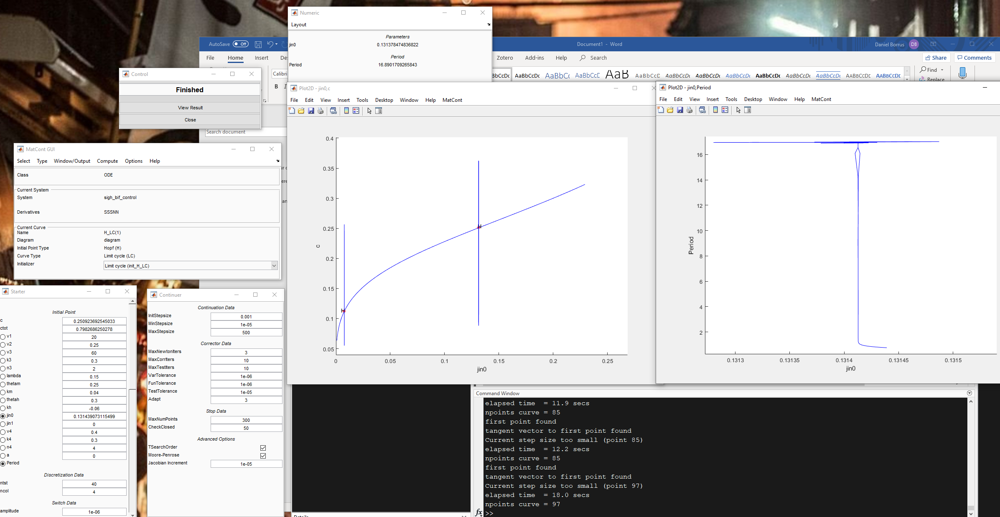 Numeric
Layout
Parameters
jin0 0.131378474836822
Period
Period 16.8901709265843
AutoSave Off
Document1 - Word
Daniel Borrus DB
File Home Insert
Zotero Add-ins Help Search
Share Comments
Calibri
AaBbCcDc AaBbCc AaB
Find
Replace
B I
Search document
Control
Finished
View Result
Close
MatCont GUI
Select Type Window/Output Compute Options Help
Class ODE
Current System
System sigh_bif_control
Derivatives SSSNN
Current Curve
Name H_LC(1)
Diagram diagram
Initial Point Type Hopf (H)
Curve Type Limit cycle (LC)
Initializer Limit cycle (init_H_LC)
Starter
Initial Point
c 0.250923692545033
ctot 0.7982686250278
v1 20
v2 0.25
v3 60
k3 0.3
n3 2
lambda 0.15
thetam 0.25
km 0.04
thetah 0.3
kh -0.06
jin0 0.131439073115499
jin1 0
v4 0.4
k4 0.3
n4 4
a 0
Period
Discretization Data
ntst 40
ncol 4
Switch Data
amplitude 1e-06
Continuer
Continuation Data
InitStepsize 0.001
MinStepsize 1e-05
MaxStepsize 500
Corrector Data
MaxNewtonIters 3
MaxCorrIters 10
MaxTestIters 10
VarTolerance 1e-06
FunTolerance 1e-06
TestTolerance 1e-05
Adapt 3
Stop Data
MaxNumPoints 300
CheckClosed 50
Advanced Options
TSearchOrder
Moore-Penrose
Jacobian Increment 1e-05
Plot2D - jin0,c
File Edit View Insert Tools Desktop Window Help MatCont
0.4
0.35
0.3
0.25
0.2
0.15
0.1
0.05
c
H
H
0 0.05 0.1 0.15 0.2 0.25
jin0
Plot2D - jin0,Period
File Edit View Insert Tools Desktop Window Help MatCont
16
14
12
10
8
6
4
2
Period
0.1313 0.13135 0.1314 0.13145 0.1315
jin0
Command Window
elapsed time = 11.9 secs
npoints curve = 85
first point found
tangent vector to first point found
Current step size too small (point 85)
elapsed time = 12.2 secs
npoints curve = 85
first point found
tangent vector to first point found
Current step size too small (point 97)
elapsed time = 18.0 secs
npoints curve = 97
fx >>